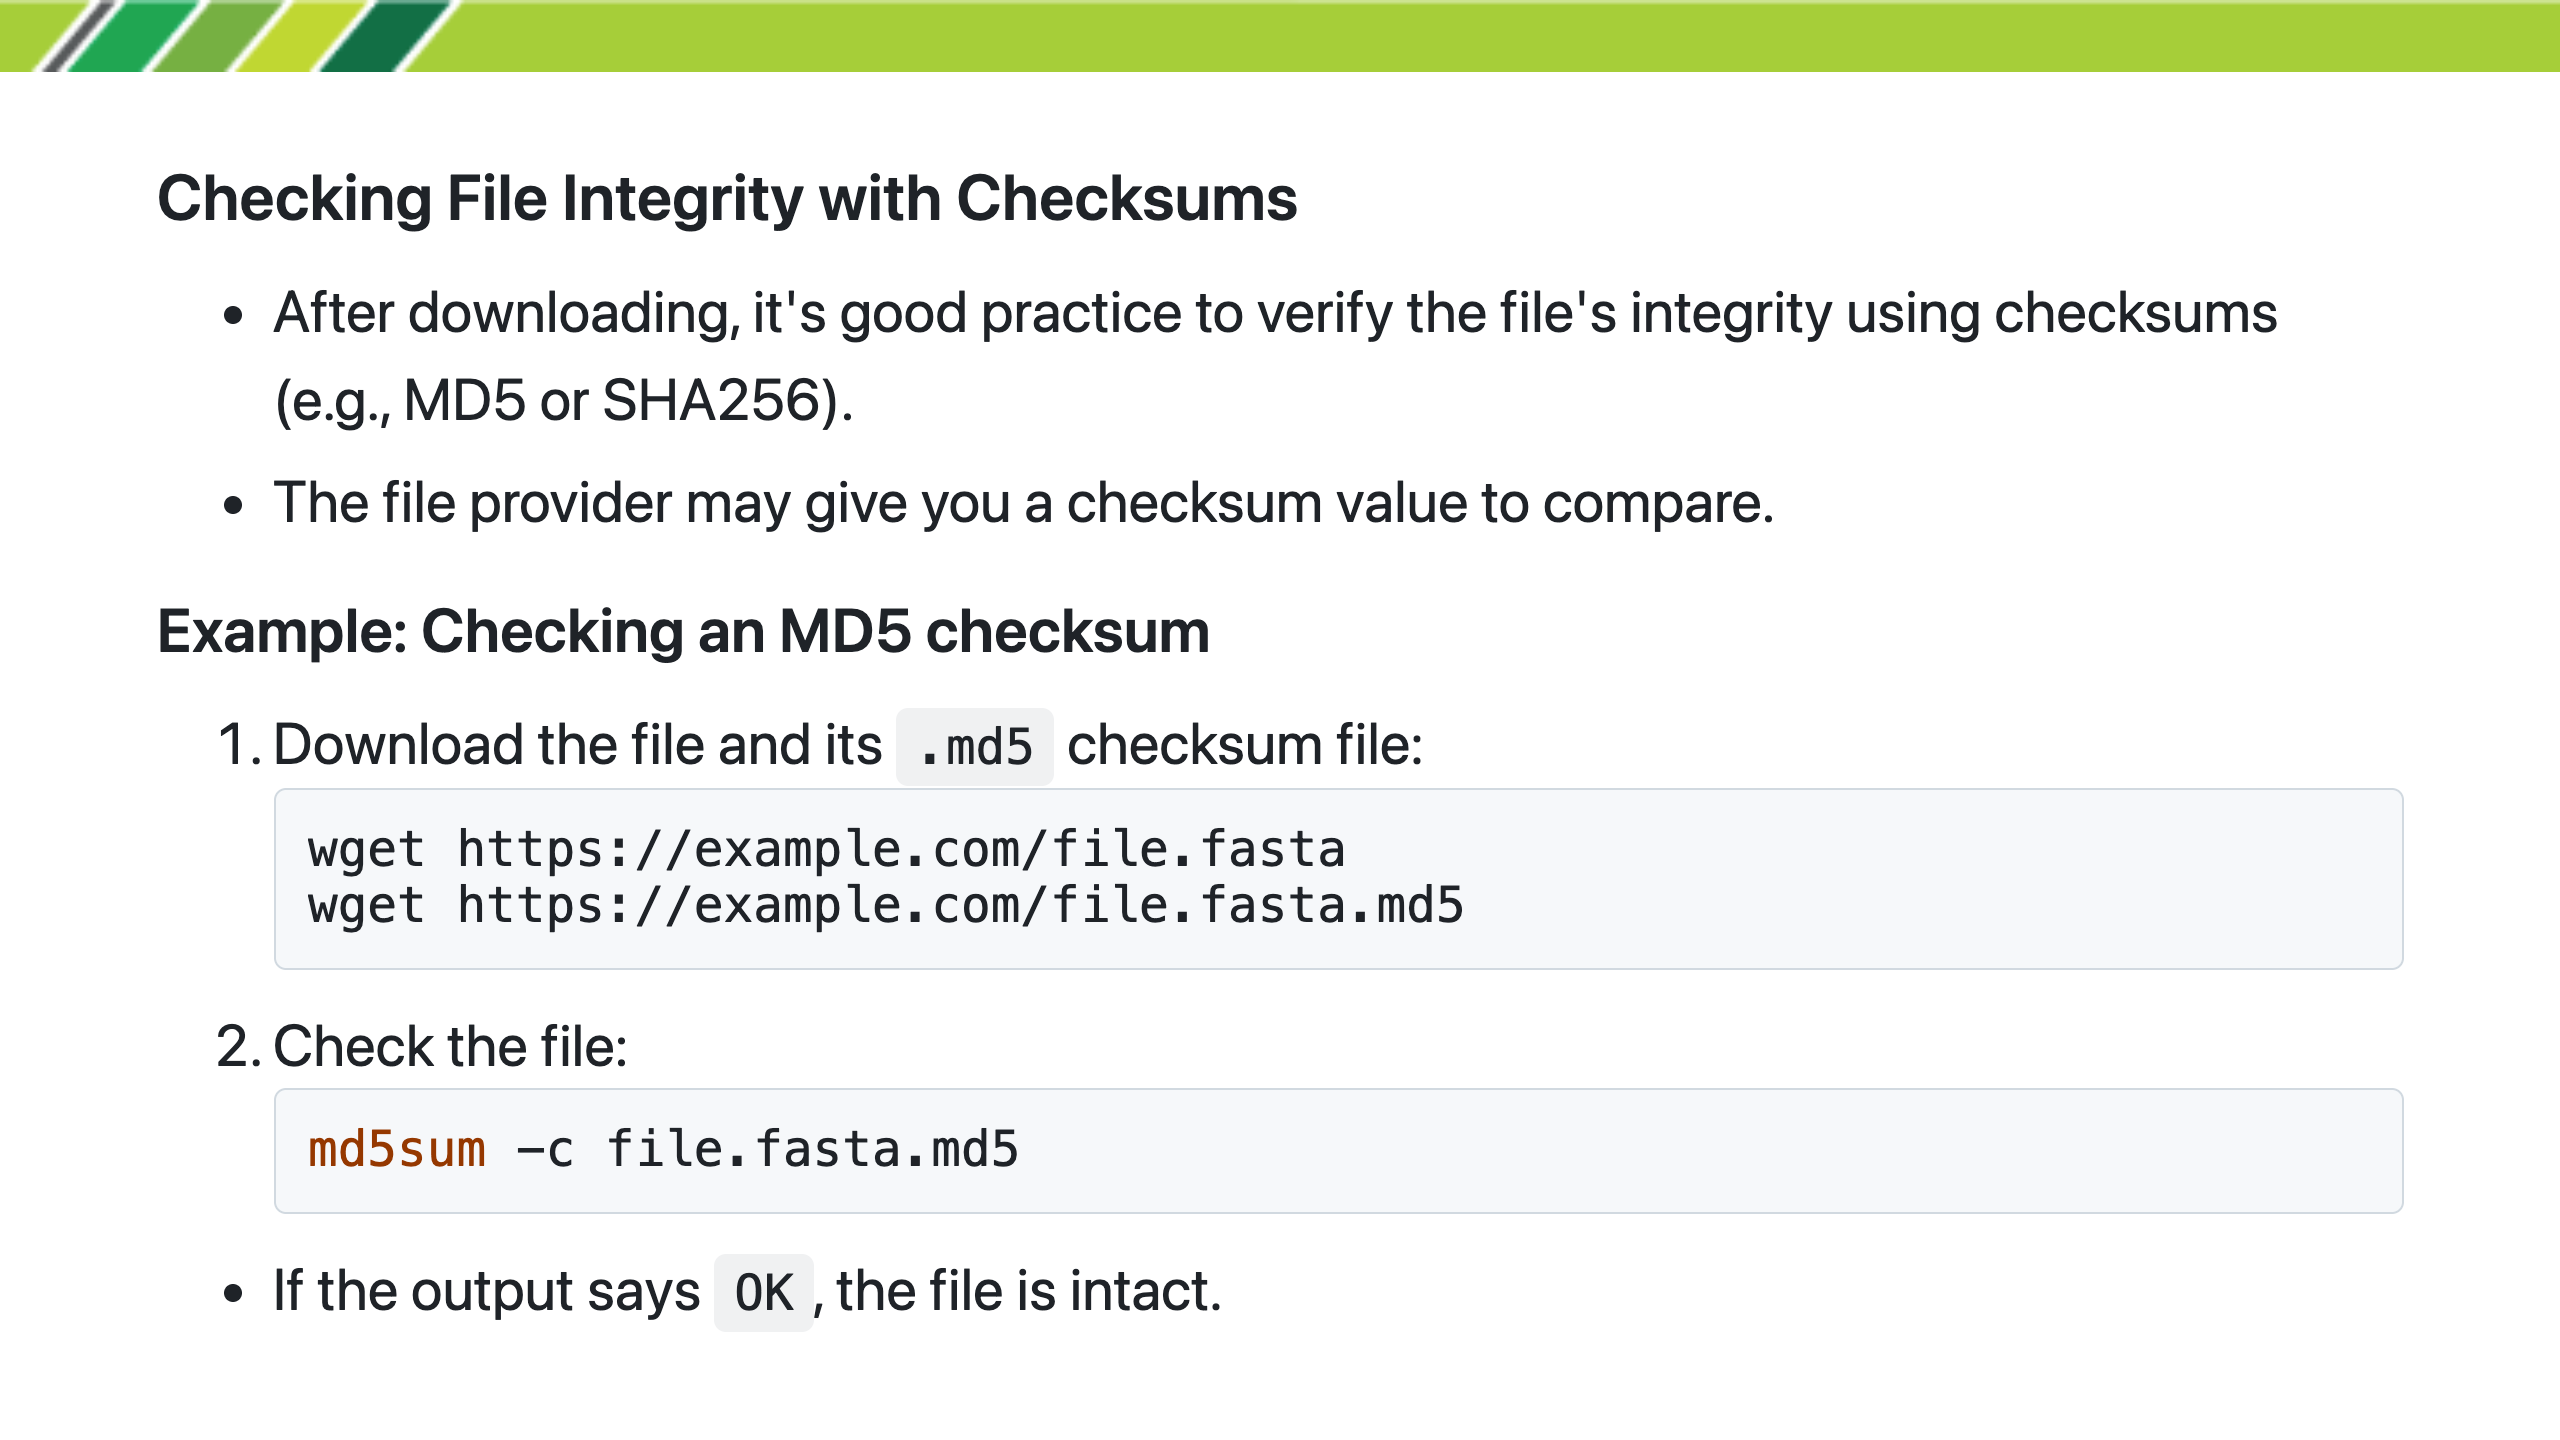 Checking File Integrity with Checksums
• After downloading, it's good practice to verify the file's integrity using checksums
(e.g., MD5 or SHA256).
• The file provider may give you a checksum value to compare.
Example: Checking an MD5 checksum
1. Download the file and its .md5 checksum file:
wget https://example.com/file.fasta
wget https://example.com/file.fasta.md5
2. Check the file:
md5sum -c file.fasta.md5
• If the output says OK, the file is intact.